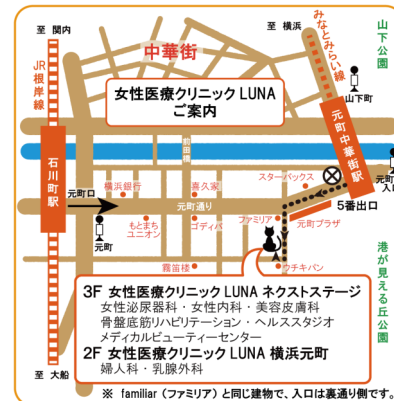 至 関内
至 横浜
みなとみらい線
山下公園
中華街
JR根岸線
女性医療クリニック LUNA
ご案内
山下町
元町中華街駅
石川町駅
前田橋
元町口
横浜銀行
喜久家
スターバックス
元町
入口
元町通り
5番出口
元町
もとまち
ユニオン
ゴディバ
ファミリア
元町プラザ
霧笛楼
ウチキパン
港が見える丘公園
3F 女性医療クリニック LUNA ネクストステージ
女性泌尿器科・女性内科・美容皮膚科
骨盤底筋リハビリテーション・ヘルススタジオ
メディカルビューティーセンター
2F 女性医療クリニック LUNA 横浜元町
婦人科・乳腺外科
至 大船
※ familiar（ファミリア）と同じ建物で、入口は裏通り側です。